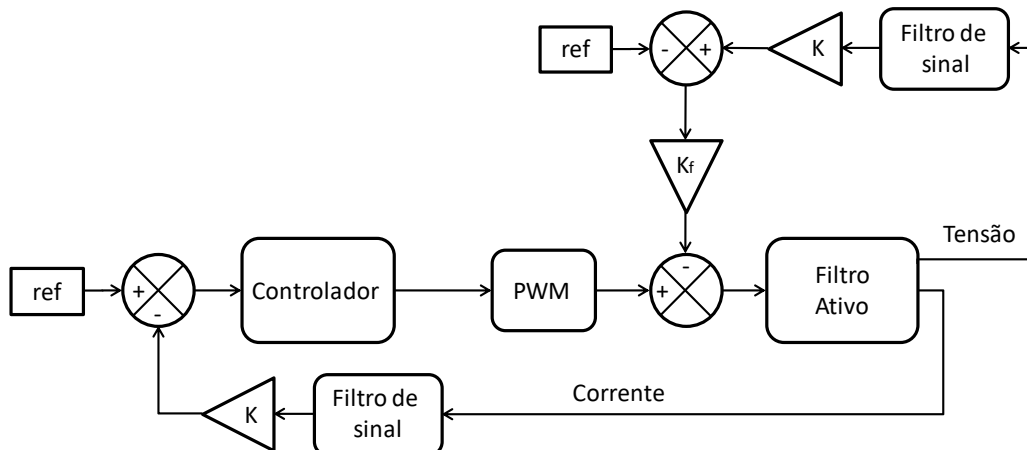 ref
-
+
K
Filtro de
sinal
Kf
Tensão
ref
+
-
Controlador
PWM
+
-
Filtro
Ativo
K
Filtro de
sinal
Corrente